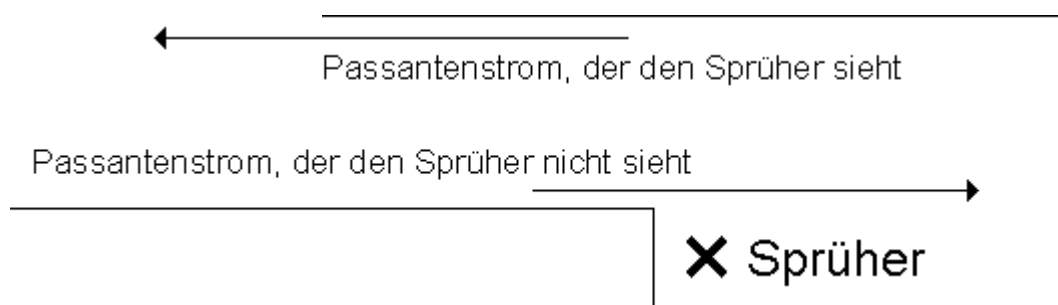 Passantenstrom, der den Sprüher sieht
Passantenstrom, der den Sprüher nicht sieht
Sprüher